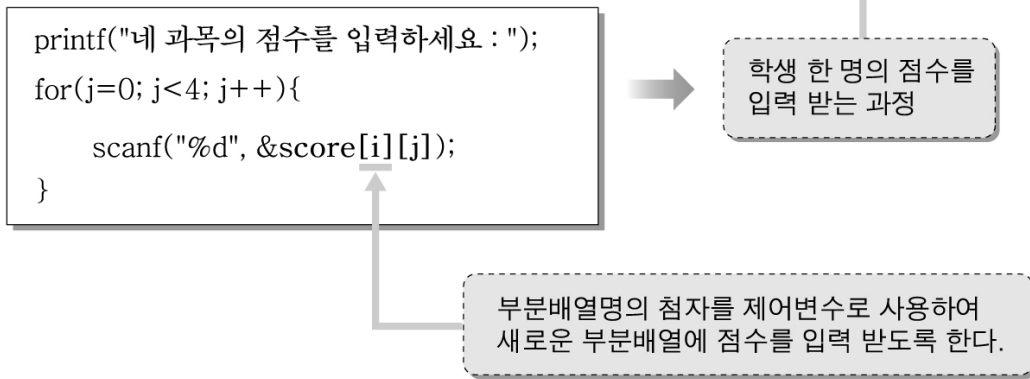 printf("네 과목의 점수를 입력하세요 : ");
for(j=0; j<4; j++){
scanf("%d", &score[i][j]);
}
학생 한 명의 점수를
입력 받는 과정
부분배열명의 첨자를 제어변수로 사용하여
새로운 부분배열에 점수를 입력 받도록 한다.